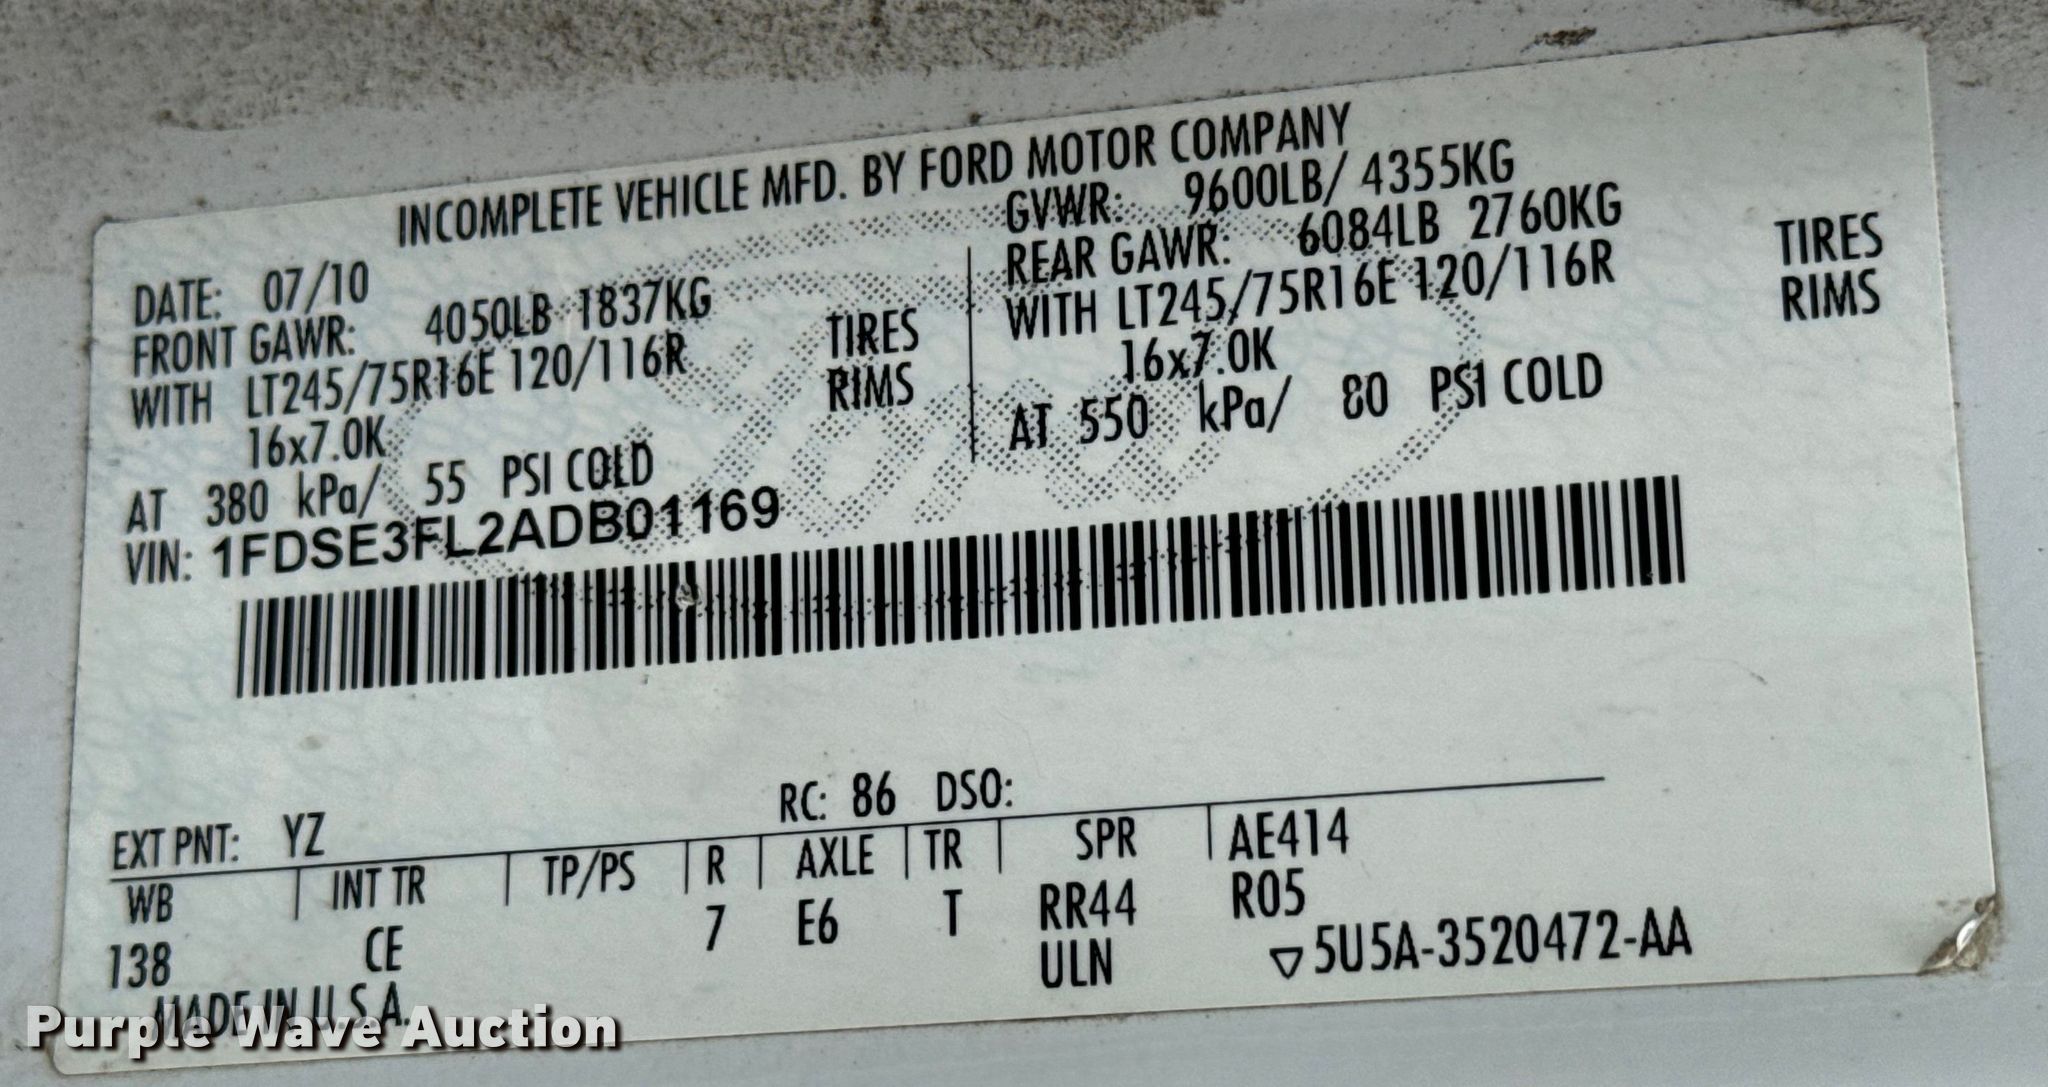 INCOMPLETE VEHICLE MFD. BY FORD MOTOR COMPANY
DATE: 07/10
FRONT GAWR: 4050LB 1837KG
WITH LT245/75R16E 120/116R TIRES
16x7.0K RIMS
AT 380 kPa/ 55 PSI COLD
GVWR: 9600LB/ 4355KG
REAR GAWR: 6084LB 2760KG
WITH LT245/75R16E 120/116R TIRES
16x7.0K RIMS
AT 550 kPa/ 80 PSI COLD
VIN: 1FDSE3FL2ADB01169
EXT PNT: YZ RC: 86 DSO:
WB INT TR TP/PS R AXLE TR SPR AE414
138 CE 7 E6 T RR44 R05
ULN ▽5U5A-3520472-AA
MADE IN U.S.A.
Purple Wave Auction